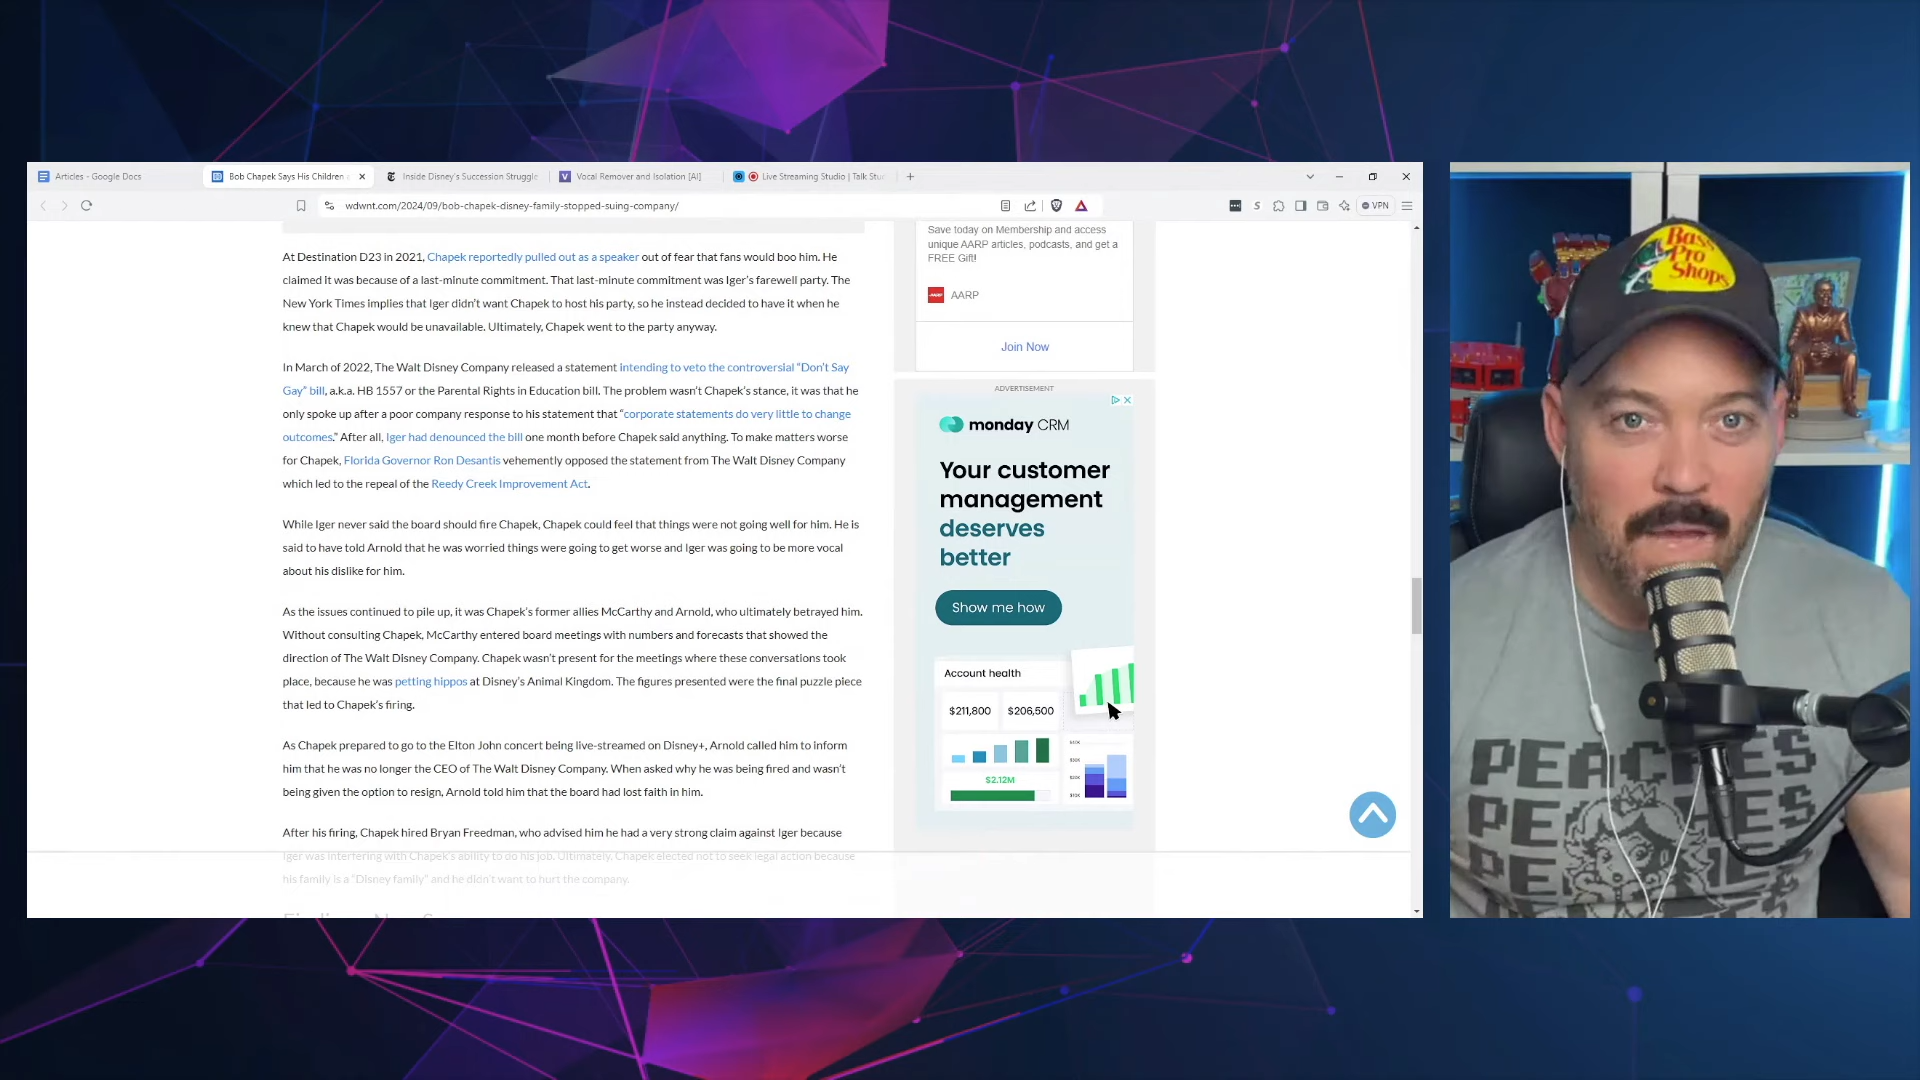 Articles - Google Docs
Bob Chapek Says His Children
Inside Disney's Succession Struggle
Vocal Remover and Isolation [AI]
Live Streaming Studio | Talk Stu
wdwnt.com/2024/09/bob-chapek-disney-family-stopped-suing-company/
VPN
At Destination D23 in 2021, Chapek reportedly pulled out as a speaker out of fear that fans would boo him. He
claimed it was because of a last-minute commitment. That last-minute commitment was Iger's farewell party. The
New York Times implies that Iger didn't want Chapek to host his party, so he instead decided to have it when he
knew that Chapek would be unavailable. Ultimately, Chapek went to the party anyway.
In March of 2022, The Walt Disney Company released a statement intending to veto the controversial “Don't Say
Gay” bill, a.k.a. HB 1557 or the Parental Rights in Education bill. The problem wasn't Chapek's stance, it was that he
only spoke up after a poor company response to his statement that “corporate statements do very little to change
outcomes.” After all, Iger had denounced the bill one month before Chapek said anything. To make matters worse
for Chapek, Florida Governor Ron Desantis vehemently opposed the statement from The Walt Disney Company
which led to the repeal of the Reedy Creek Improvement Act.
While Iger never said the board should fire Chapek, Chapek could feel that things were not going well for him. He is
said to have told Arnold that he was worried things were going to get worse and Iger was going to be more vocal
about his dislike for him.
As the issues continued to pile up, it was Chapek's former allies McCarthy and Arnold, who ultimately betrayed him.
Without consulting Chapek, McCarthy entered board meetings with numbers and forecasts that showed the
direction of The Walt Disney Company. Chapek wasn't present for the meetings where these conversations took
place, because he was petting hippos at Disney's Animal Kingdom. The figures presented were the final puzzle piece
that led to Chapek's firing.
As Chapek prepared to go to the Elton John concert being live-streamed on Disney+, Arnold called him to inform
him that he was no longer the CEO of The Walt Disney Company. When asked why he was being fired and wasn't
being given the option to resign, Arnold told him that the board had lost faith in him.
After his firing, Chapek hired Bryan Freedman, who advised him he had a very strong claim against Iger because
Iger was interfering with Chapek's ability to do his job. Ultimately, Chapek elected not to seek legal action because
his family is a “Disney family” and he didn't want to hurt the company.
Save today on Membership and access
unique AARP articles, podcasts, and get a
FREE Gift!
AARP
Join Now
ADVERTISEMENT
monday CRM
Your customer
management
deserves
better
Show me how
Account health
$211,800
$206,500
$2.12M
Bass
Pro
Shops
PEACHES
PEACHES